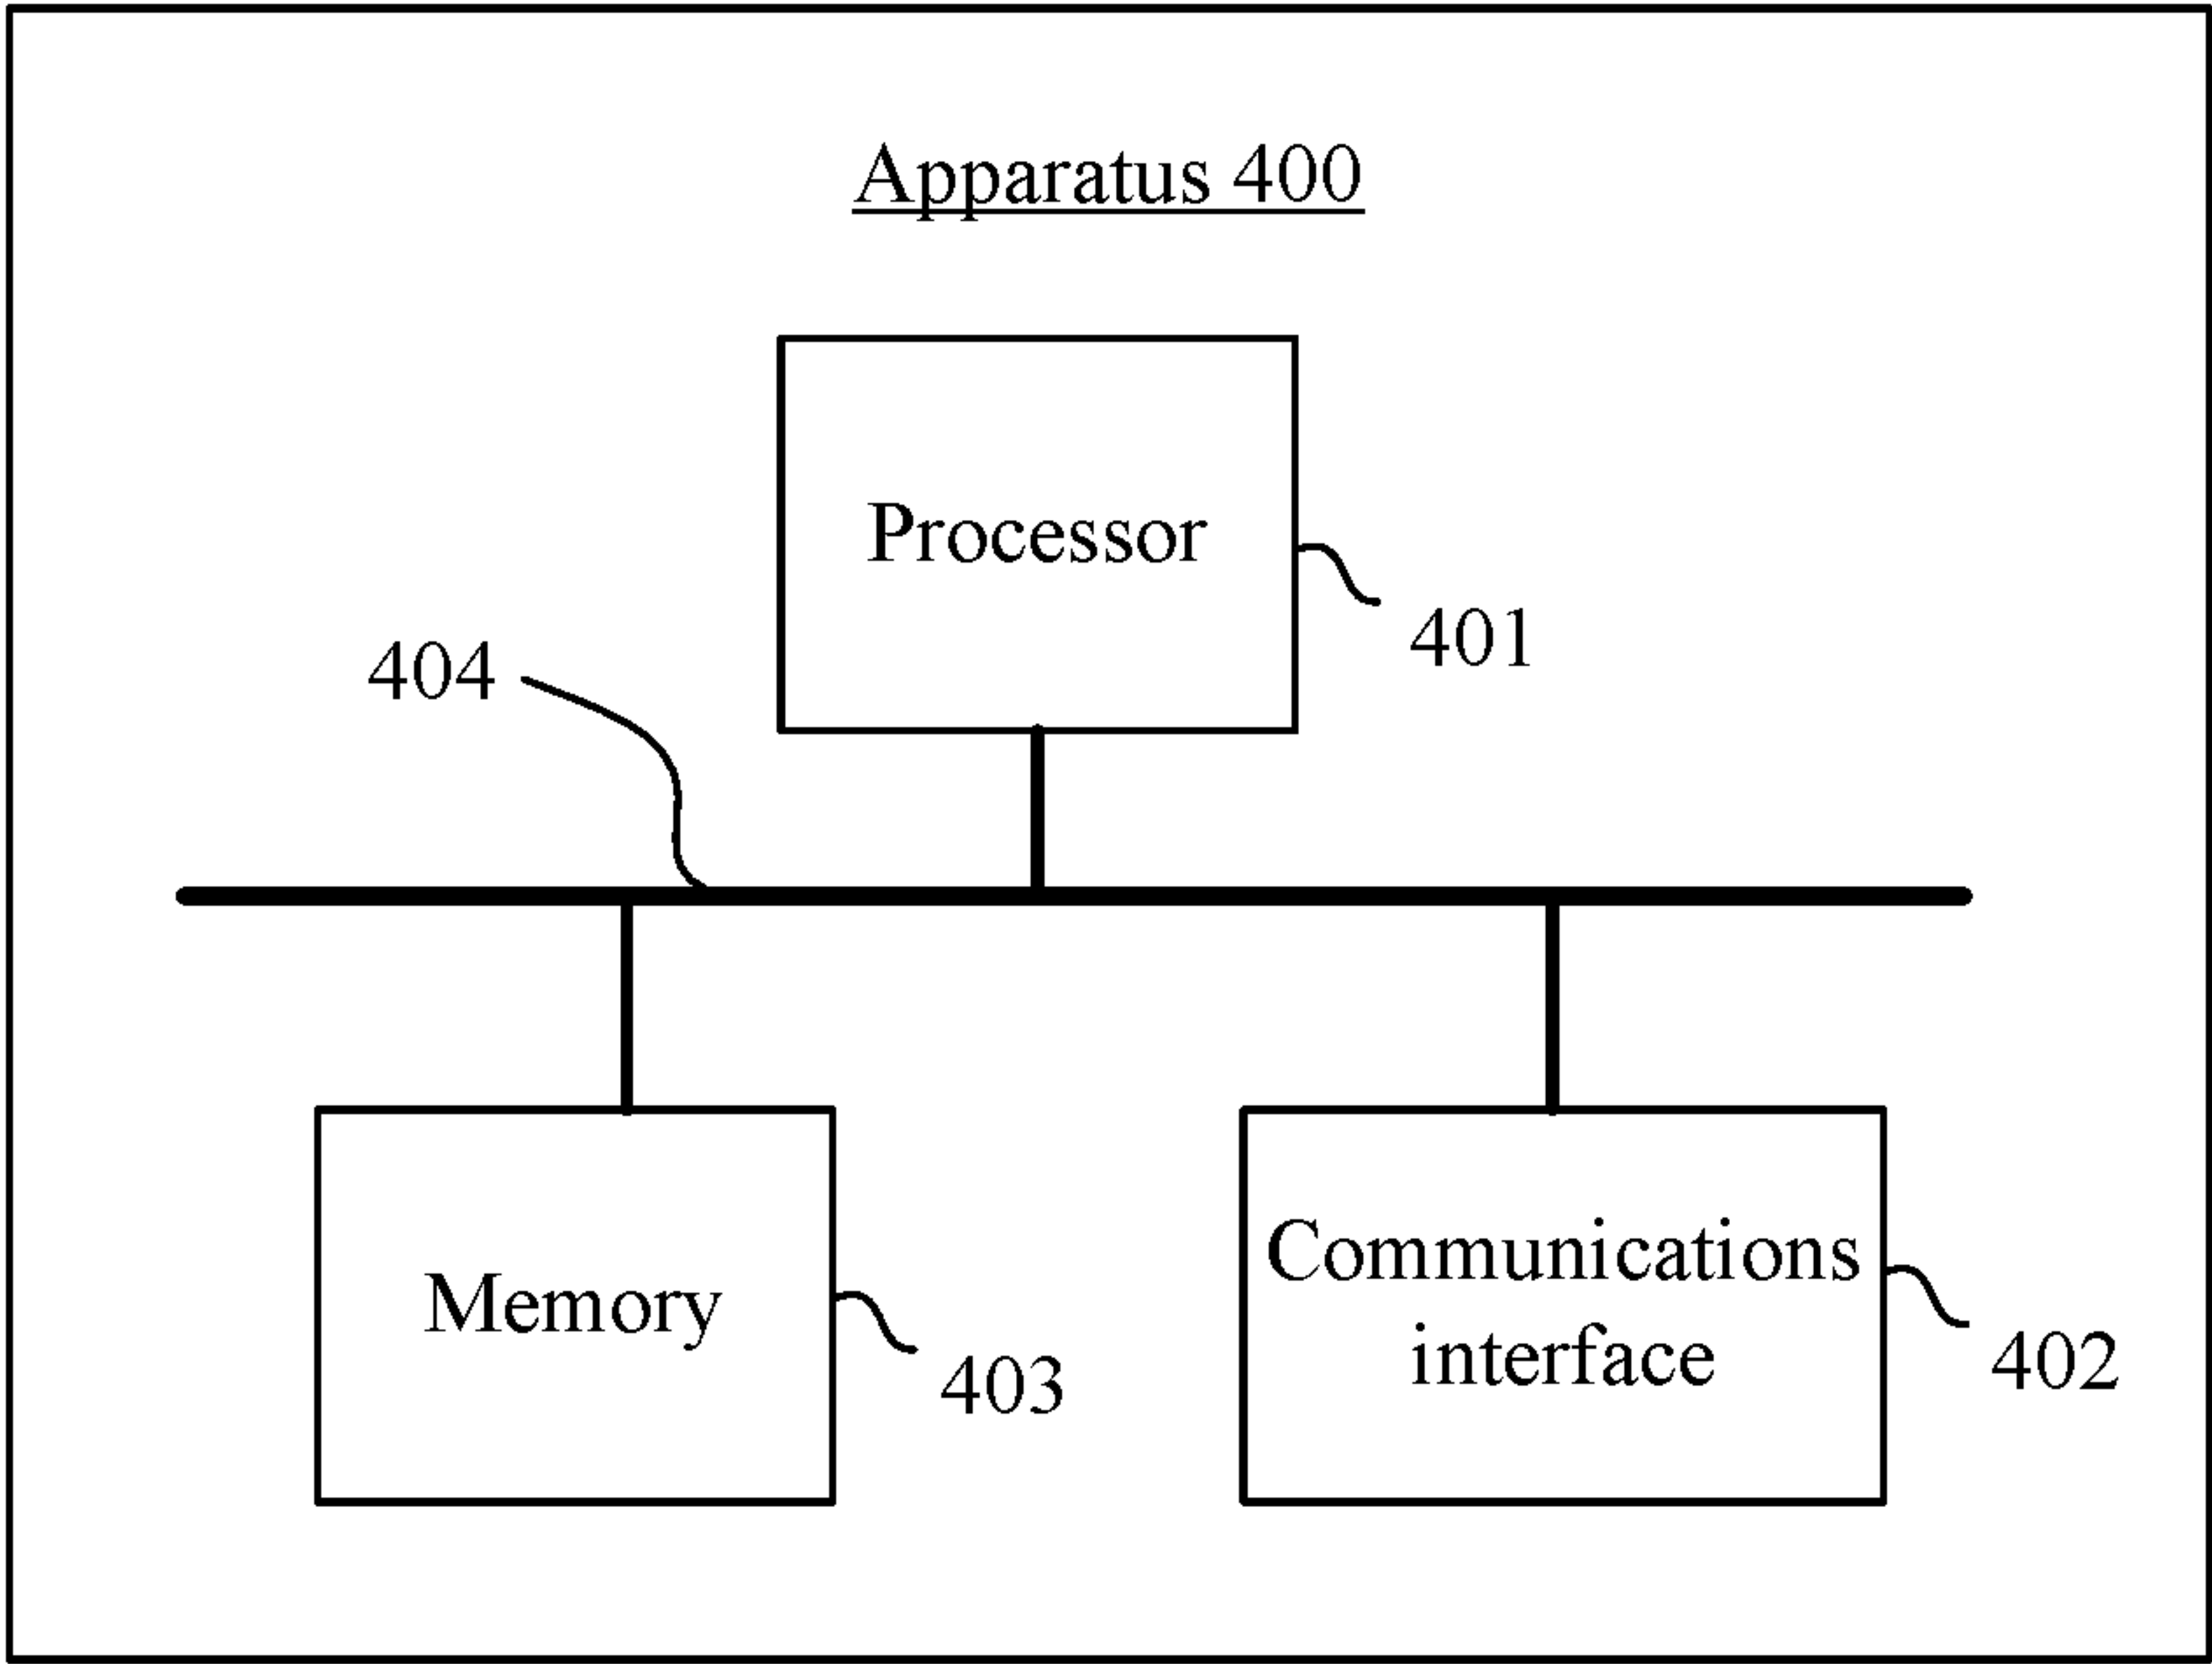 Apparatus 400
Processor
401
404
Memory
403
Communications
interface
402